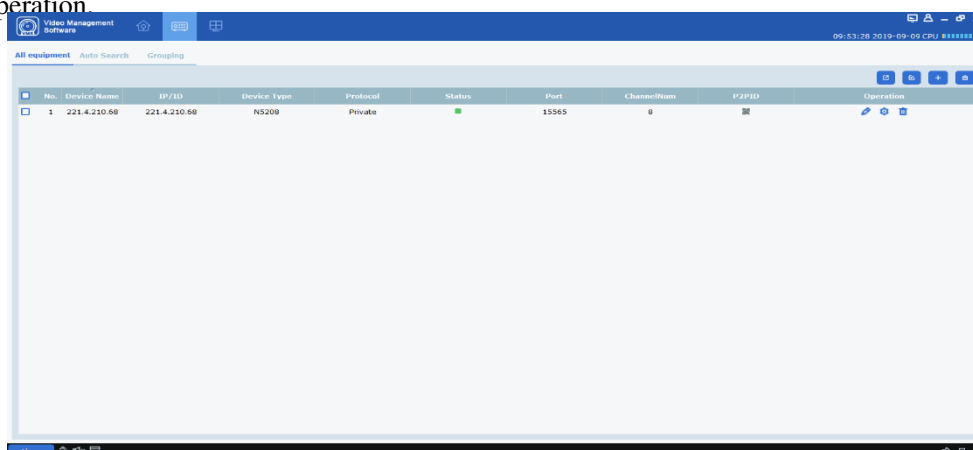 peration.
Video Management
Software
09:53:28 2019-09-09 CPU
All equipment Auto Search Grouping
No. Device Name IP/ID Device Type Protocol Status Port ChannelNum P2PID Operation
1 221.4.210.68 221.4.210.68 N5208 Private 15565 8